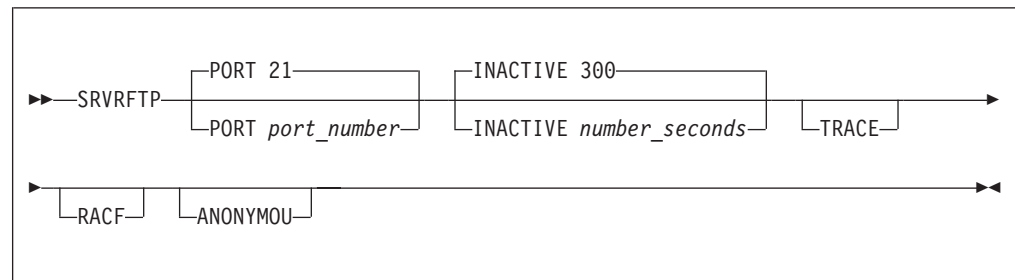 PORT 21 INACTIVE 300
SRVRFTP
PORT port_number INACTIVE number_seconds TRACE
RACF ANONYMOU